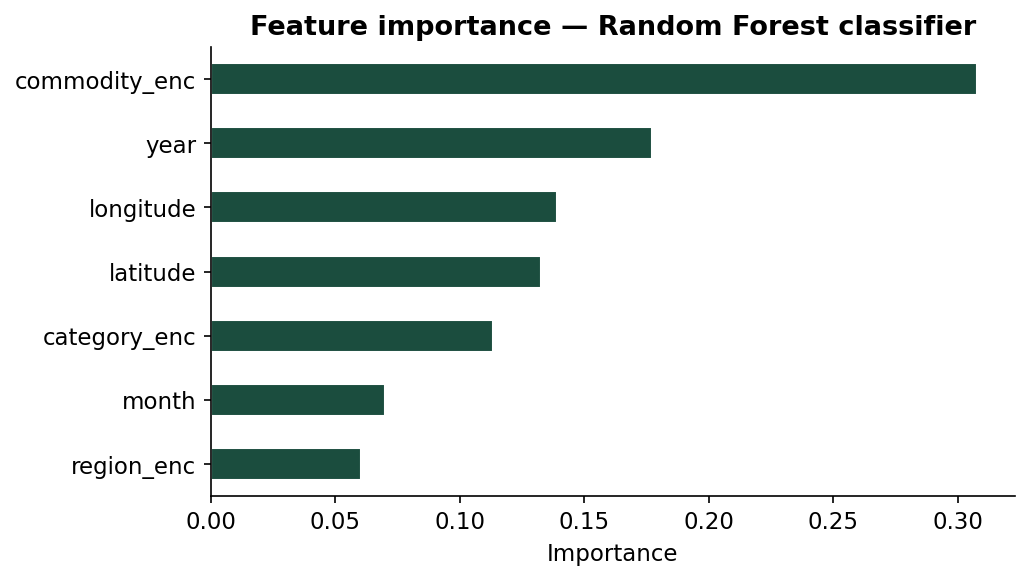 Feature importance — Random Forest classifier
commodity_enc
year
longitude
latitude
category_enc
month
region_enc
0.00 0.05 0.10 0.15 0.20 0.25 0.30
Importance